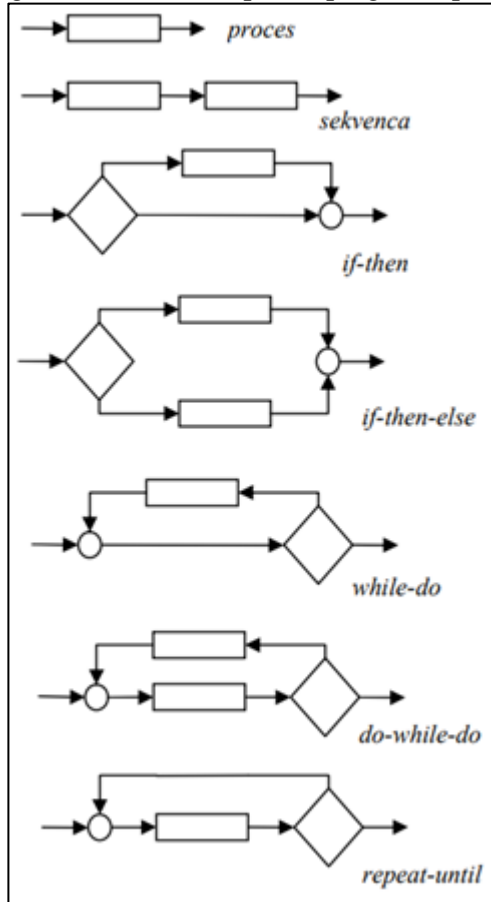 proces
sekvenca
if-then
if-then-else
while-do
do-while-do
repeat-until